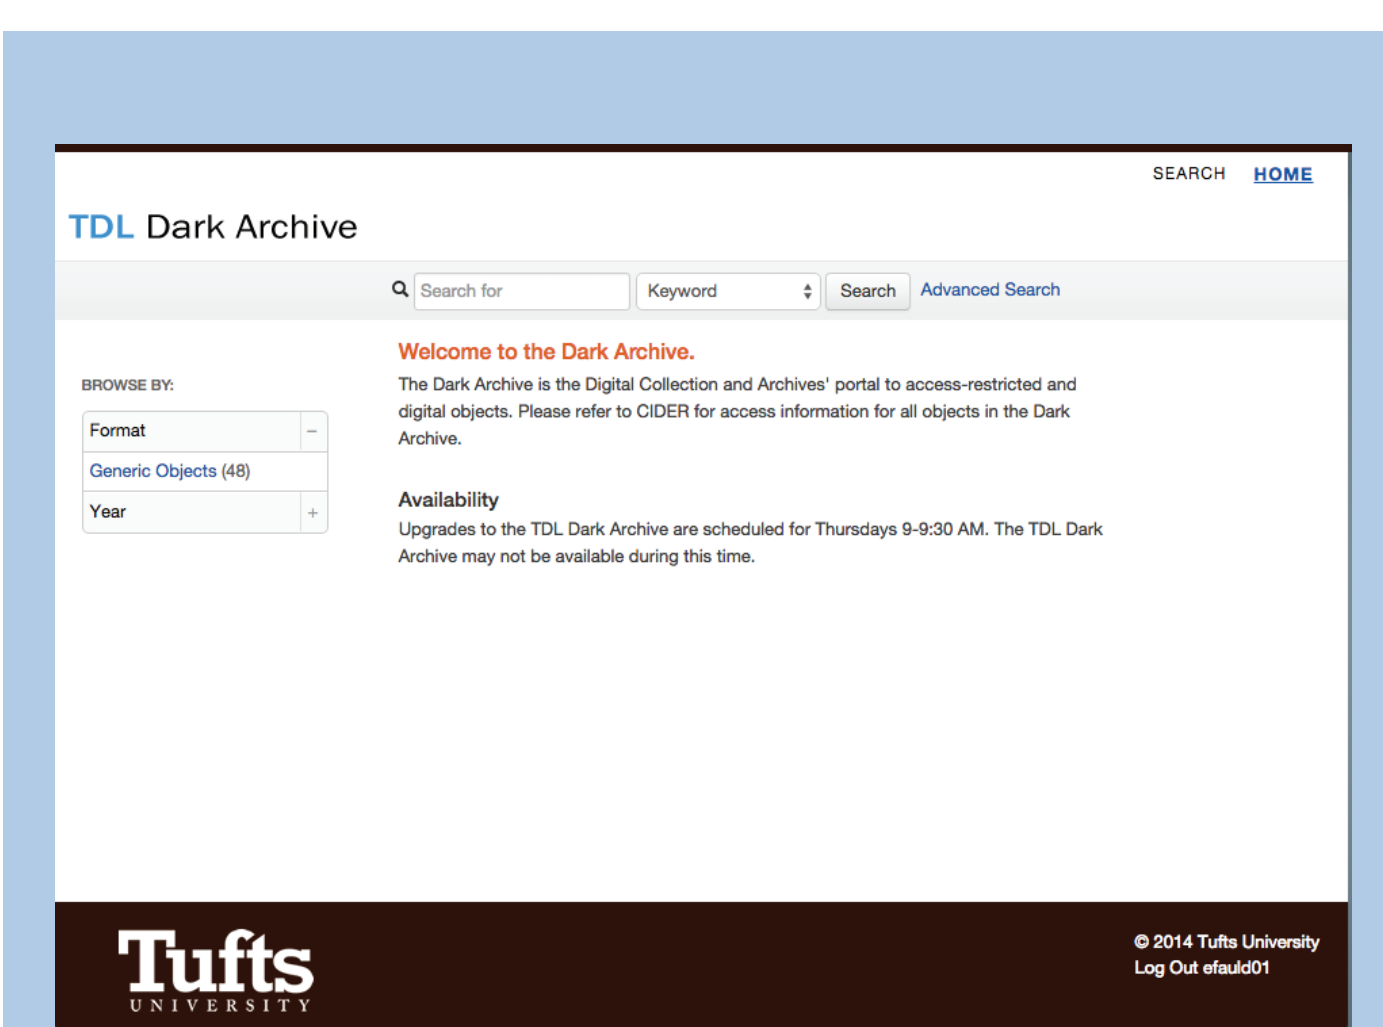 SEARCH HOME
TDL Dark Archive
Search for Keyword Search Advanced Search
BROWSE BY:
Format
Generic Objects (48)
Year
Welcome to the Dark Archive.
The Dark Archive is the Digital Collection and Archives' portal to access-restricted and
digital objects. Please refer to CIDER for access information for all objects in the Dark
Archive.
Availability
Upgrades to the TDL Dark Archive are scheduled for Thursdays 9-9:30 AM. The TDL Dark
Archive may not be available during this time.
Tufts
UNIVERSITY
© 2014 Tufts University
Log Out efauld01